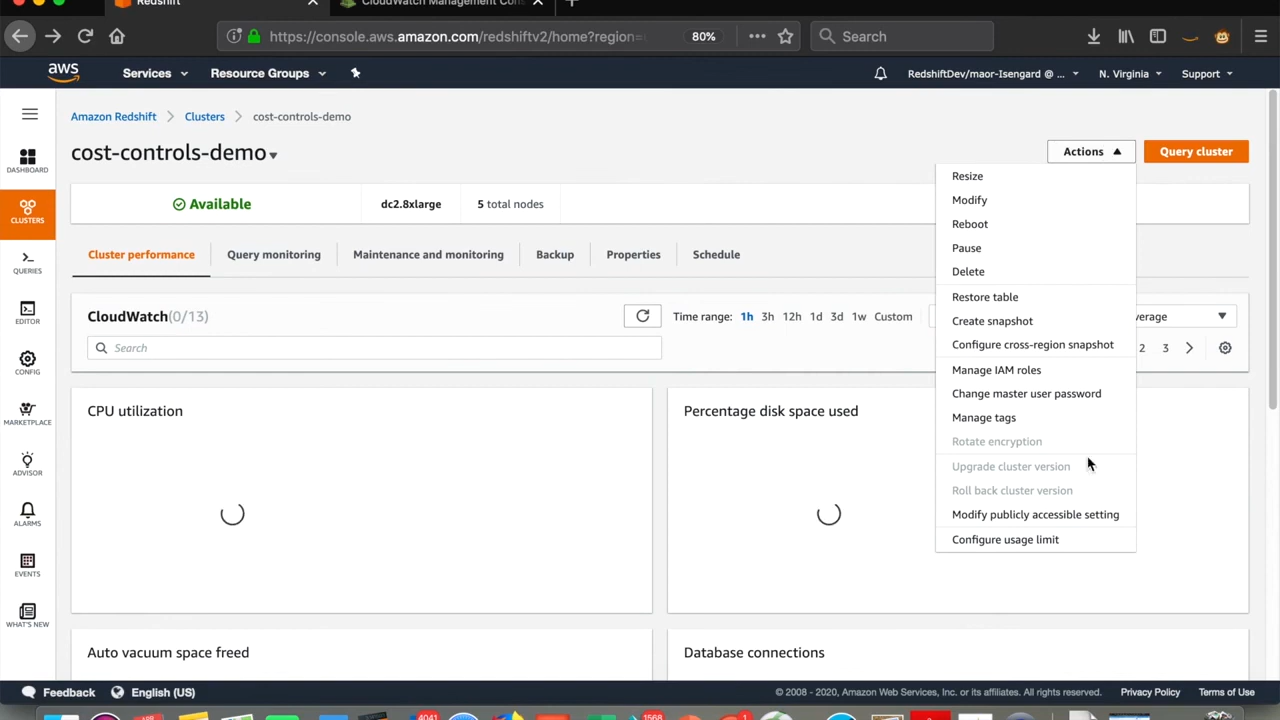 Redshift
CloudWatch Management Con
https://console.aws.amazon.com/redshiftv2/home?region=
80%
Search
aws
Services
Resource Groups
RedshiftDev/maor-Isengard @ ...
N. Virginia
Support
Amazon Redshift
Clusters
cost-controls-demo
cost-controls-demo
Actions
Query cluster
Available
dc2.8xlarge
5 total nodes
Cluster performance
Query monitoring
Maintenance and monitoring
Backup
Properties
Schedule
CloudWatch(0/13)
Time range:
1h
3h
12h
1d
3d
1w
Custom
verage
Search
2
3
CPU utilization
Percentage disk space used
Auto vacuum space freed
Database connections
Resize
Modify
Reboot
Pause
Delete
Restore table
Create snapshot
Configure cross-region snapshot
Manage IAM roles
Change master user password
Manage tags
Rotate encryption
Upgrade cluster version
Roll back cluster version
Modify publicly accessible setting
Configure usage limit
DASHBOARD
CLUSTERS
QUERIES
EDITOR
CONFIG
MARKETPLACE
ADVISOR
ALARMS
EVENTS
WHAT'S NEW
Feedback
English (US)
© 2008 - 2020, Amazon Web Services, Inc. or its affiliates. All rights reserved.
Privacy Policy
Terms of Use
4041
1568
1